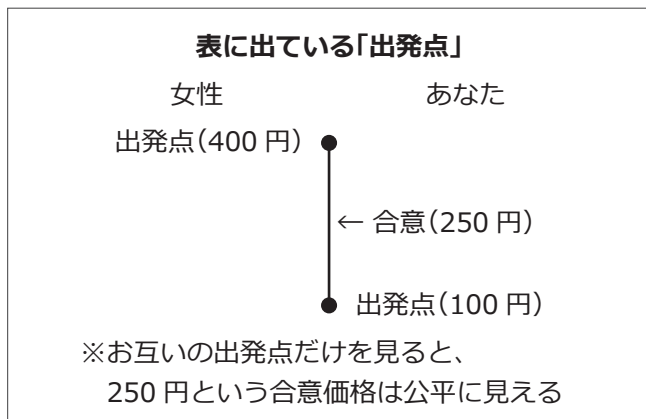 表に出ている「出発点」
女性 あなた
出発点(400 円)
← 合意(250 円)
出発点(100 円)
※お互いの出発点だけを見ると、
250 円という合意価格は公平に見える